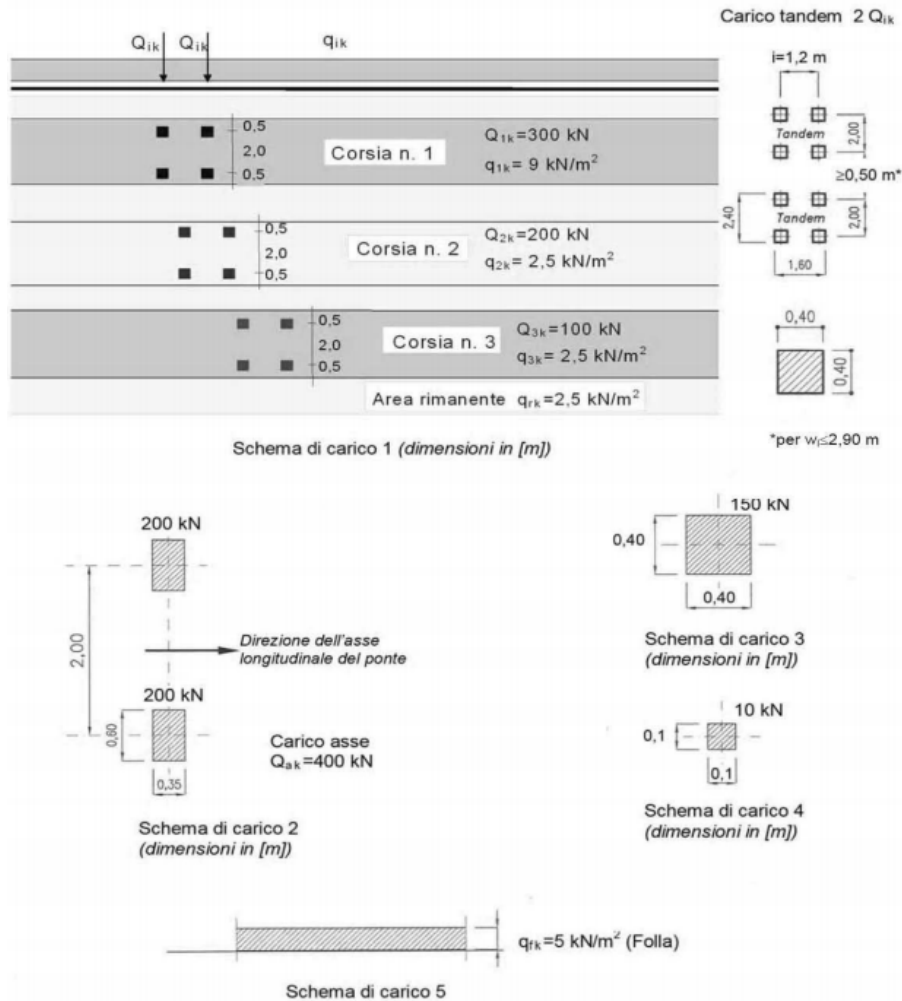 Carico tandem 2 Qik
Qik Qik qik
i=1,2 m
0,5
2,0
0,5
Corsia n. 1
Q1k=300 kN
q1k= 9 kN/m²
Tandem
2,00
≥0,50 m*
0,5
2,0
0,5
Corsia n. 2
Q2k=200 kN
q2k= 2,5 kN/m²
2,40
Tandem
2,00
1,60
0,5
2,0
0,5
Corsia n. 3
Q3k=100 kN
q3k= 2,5 kN/m²
0,40
0,40
Area rimanente qrk=2,5 kN/m²
*per wl≤2,90 m
Schema di carico 1 (dimensioni in [m])
200 kN
2,00
Direzione dell'asse
longitudinale del ponte
200 kN
0,60
0,35
Carico asse
Qak=400 kN
Schema di carico 2
(dimensioni in [m])
150 kN
0,40
0,40
Schema di carico 3
(dimensioni in [m])
10 kN
0,1
0,1
Schema di carico 4
(dimensioni in [m])
qfk=5 kN/m² (Folla)
Schema di carico 5